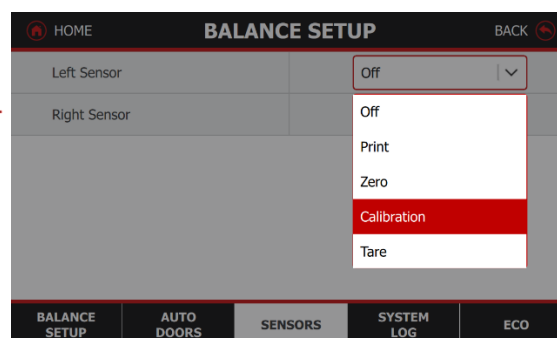 HOME BALANCE SETUP BACK
Left Sensor Off
Right Sensor Off
Print
Zero
Calibration
Tare
BALANCE SETUP AUTO DOORS SENSORS SYSTEM LOG ECO